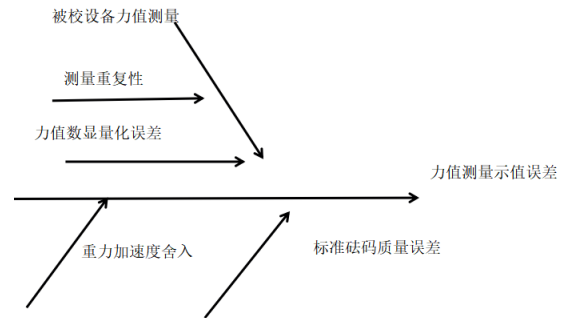 被校设备力值测量
测量重复性
力值数显量化误差
力值测量示值误差
重力加速度舍入
标准砝码质量误差